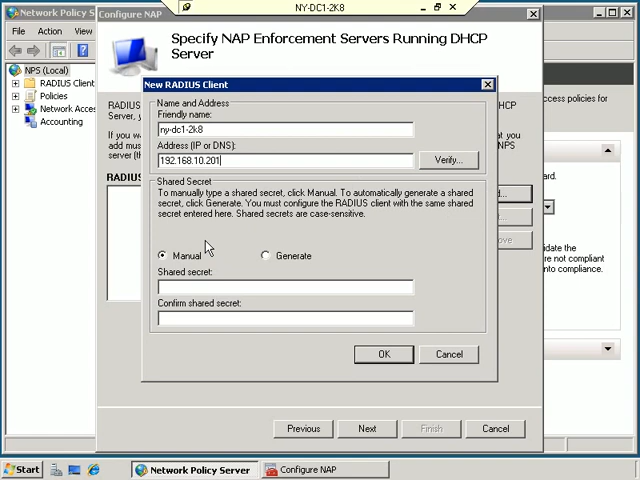 Network Policy Se
Configure NAP
NY-DC1-2K8
File
Action
View
NPS (Local)
RADIUS Client
Policies
Network Acces
Accounting
Specify NAP Enforcement Servers Running DHCP
Server
New RADIUS Client
Name and Address
Friendly name:
ny-dc1-2k8
Address (IP or DNS):
192.168.10.201
Verify...
Shared Secret
To manually type a shared secret, click Manual. To automatically generate a shared
secret, click Generate. You must configure the RADIUS client with the same shared
secret entered here. Shared secrets are case-sensitive.
Manual
Generate
Shared secret:
Confirm shared secret:
OK
Cancel
RADIUS
Server, y
If you w
add mus
server (th
RADIUS
HCP
at you
NPS
ccess policies for
ard.
idate the
re not compliant
into compliance.
Previous
Next
Finish
Cancel
Start
Network Policy Server
Configure NAP